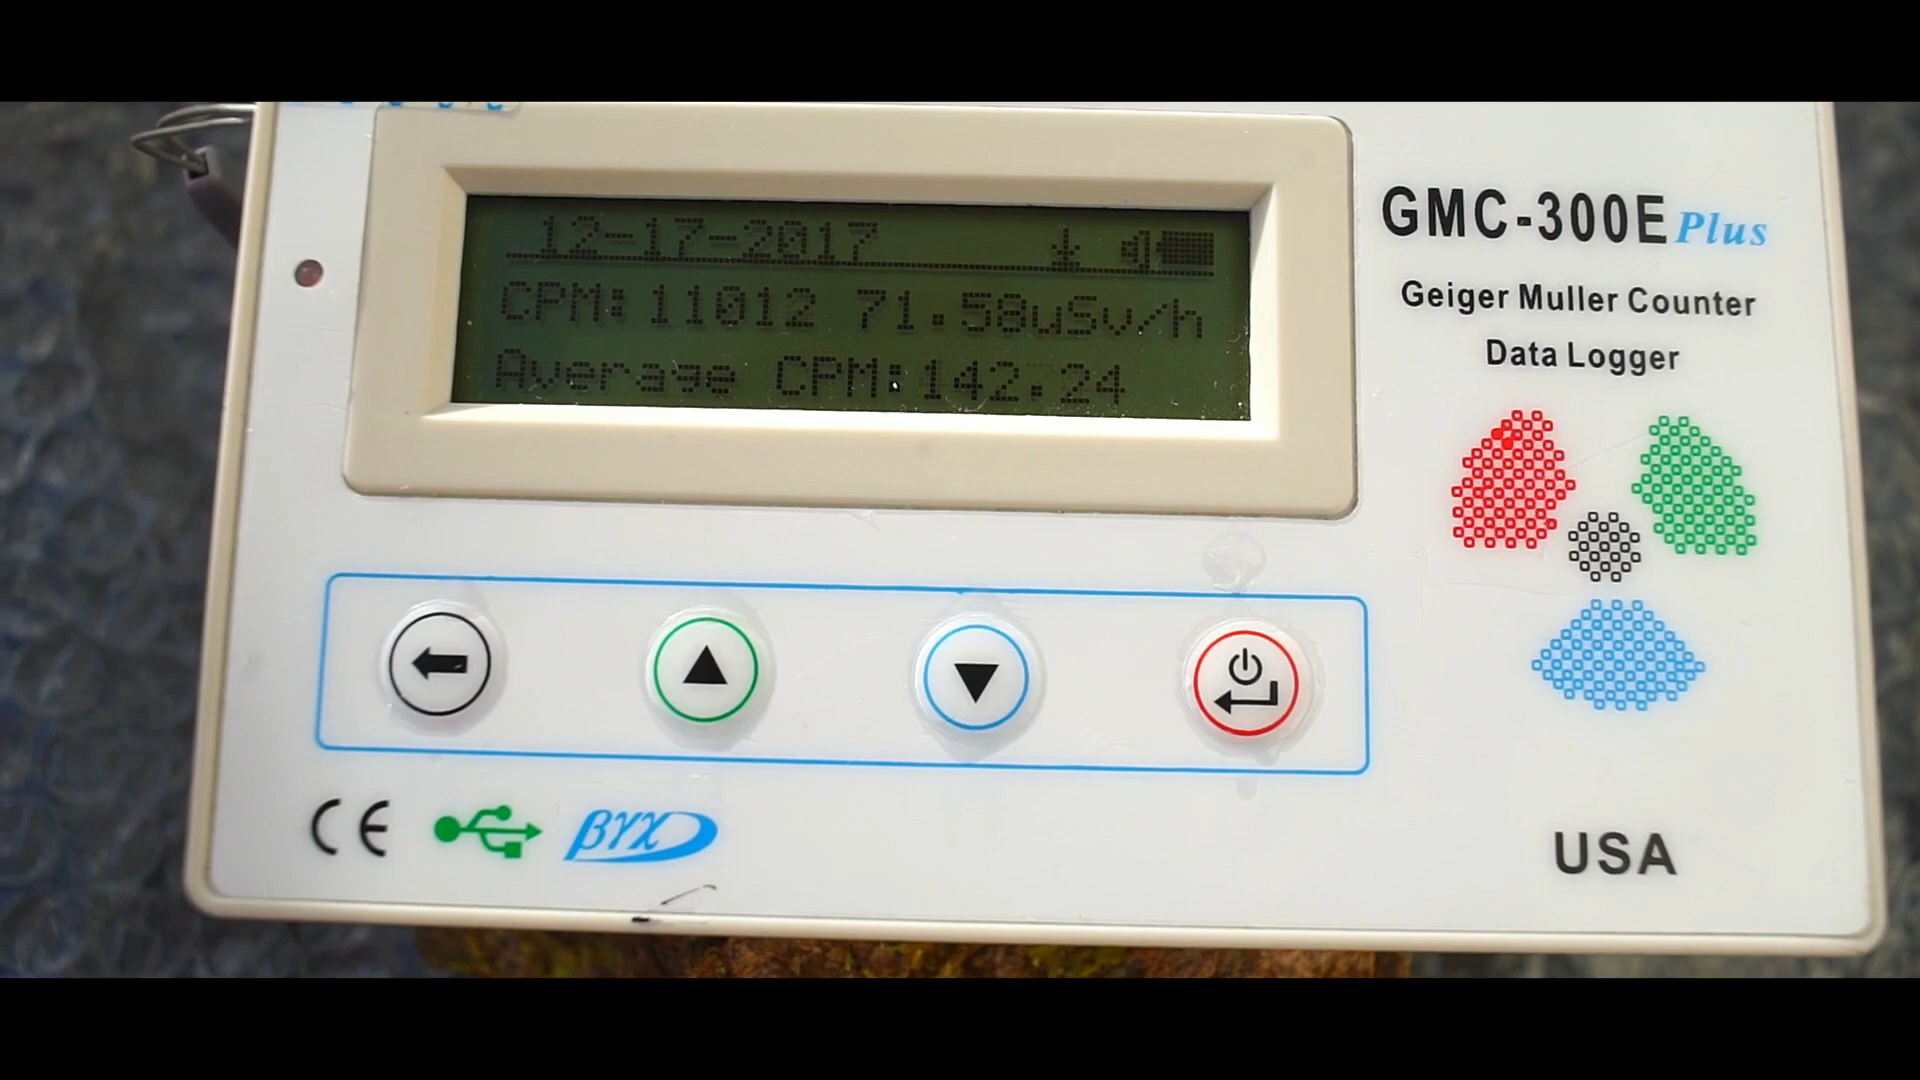 12-17-2017
CPM:11012 71.58uSv/h
Average CPM:142.24
GMC-300E Plus
Geiger Muller Counter
Data Logger
CE
βγχ
USA